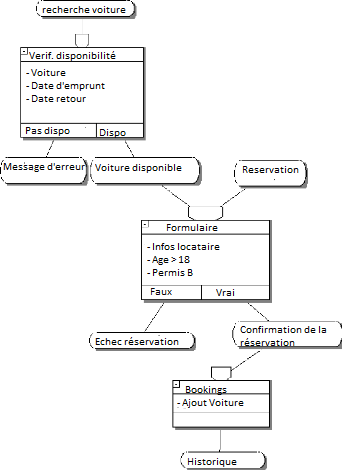 recherche voiture
Verif. disponibilité
- Voiture
- Date d'emprunt
- Date retour
Pas dispo
Dispo
Message d'erreur
Voiture disponible
Reservation
Formulaire
- Infos locataire
- Age > 18
- Permis B
Faux
Vrai
Echec réservation
Confirmation de la
réservation
Bookings
- Ajout Voiture
Historique